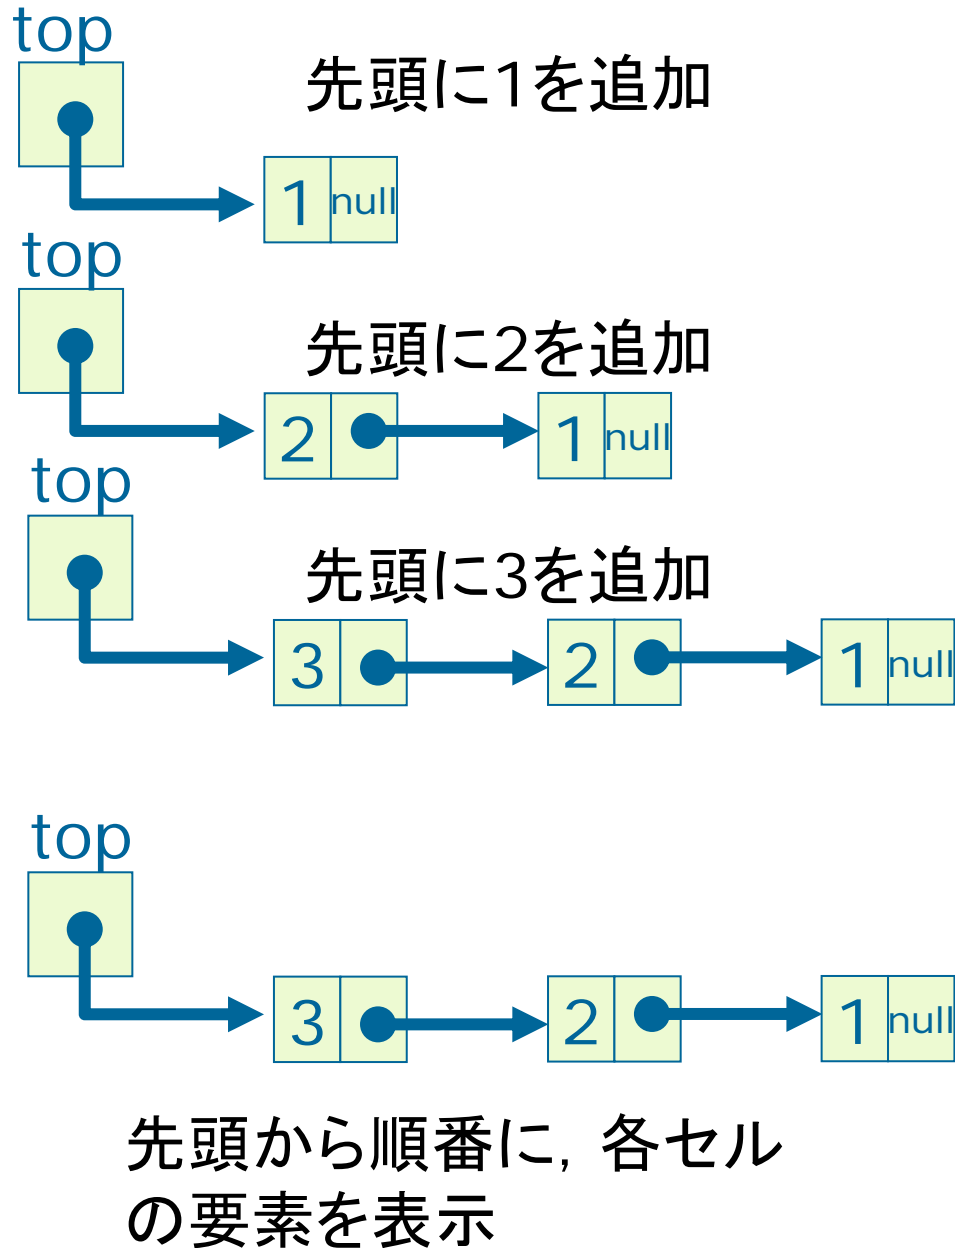 top
先頭に1を追加
1 null
top
先頭に2を追加
2 1 null
top
先頭に3を追加
3 2 1 null
top
3 2 1 null
先頭から順番に, 各セル
の要素を表示